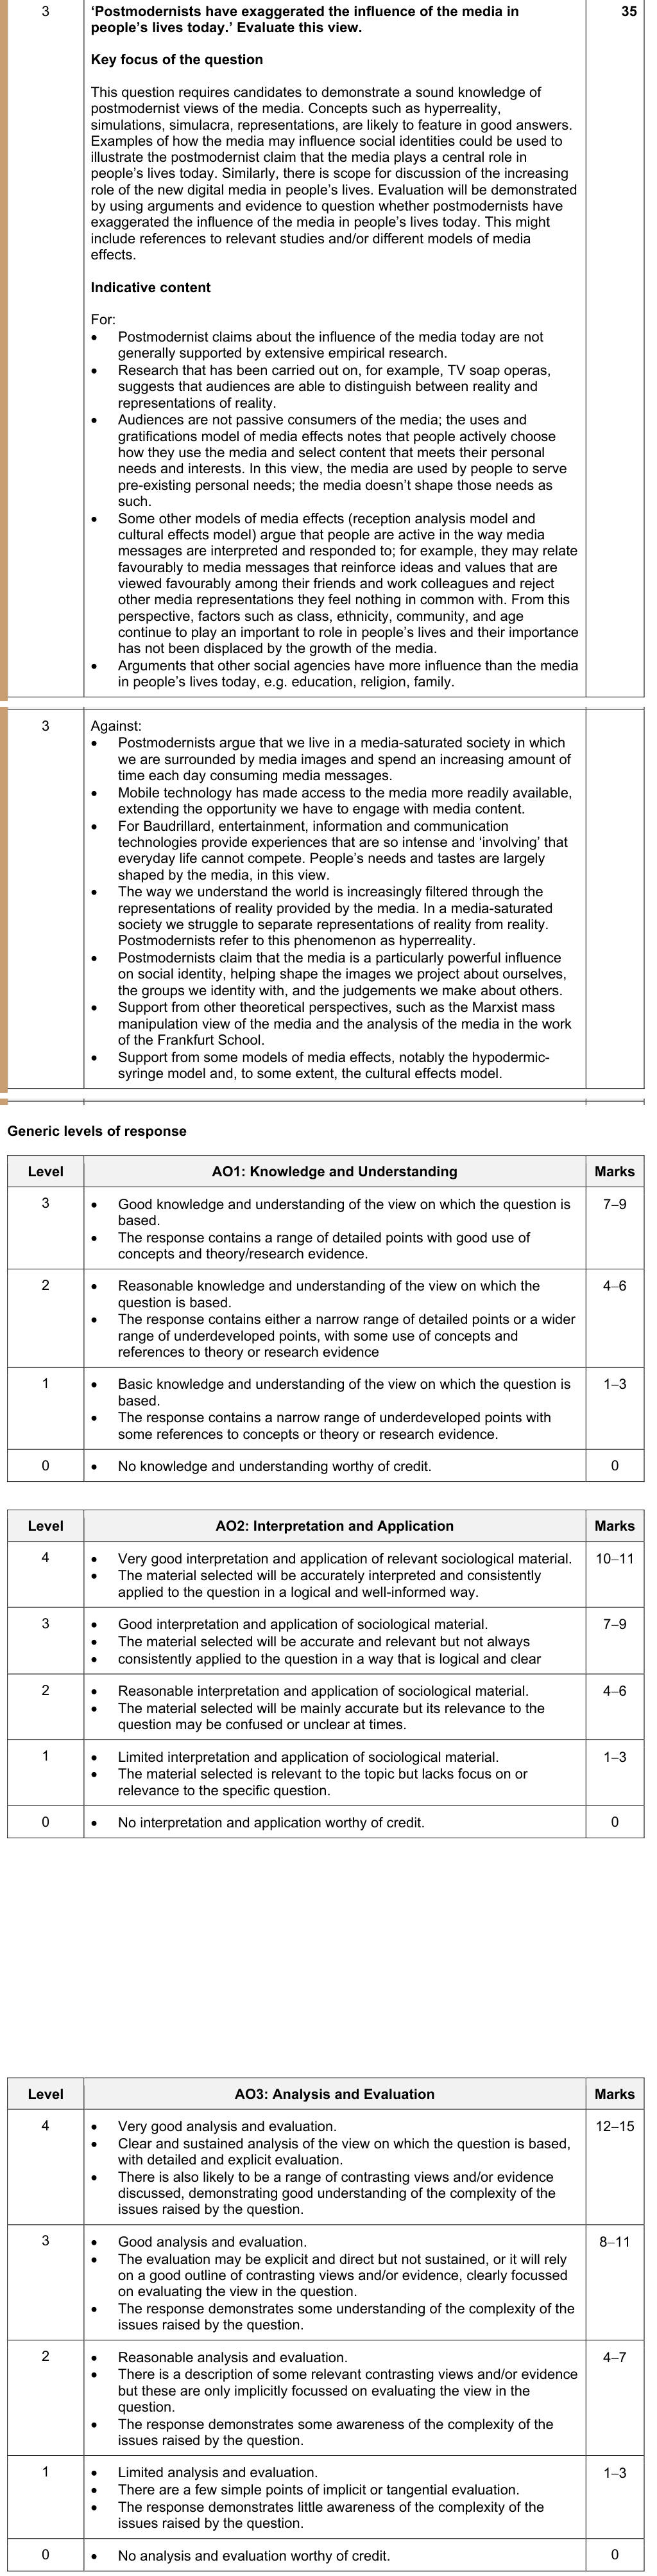 3 ‘Postmodernists have exaggerated the influence of the media in 35
people’s lives today.’ Evaluate this view.
Key focus of the question
This question requires candidates to demonstrate a sound knowledge of
postmodernist views of the media. Concepts such as hyperreality,
simulations, simulacra, representations, are likely to feature in good answers.
Examples of how the media may influence social identities could be used to
illustrate the postmodernist claim that the media plays a central role in
people’s lives today. Similarly, there is scope for discussion of the increasing
role of the new digital media in people’s lives. Evaluation will be demonstrated
by using arguments and evidence to question whether postmodernists have
exaggerated the influence of the media in people’s lives today. This might
include references to relevant studies and/or different models of media
effects.
Indicative content
For:
• Postmodernist claims about the influence of the media today are not
generally supported by extensive empirical research.
• Research that has been carried out on, for example, TV soap operas,
suggests that audiences are able to distinguish between reality and
representations of reality.
• Audiences are not passive consumers of the media; the uses and
gratifications model of media effects notes that people actively choose
how they use the media and select content that meets their personal
needs and interests. In this view, the media are used by people to serve
pre-existing personal needs; the media doesn’t shape those needs as
such.
• Some other models of media effects (reception analysis model and
cultural effects model) argue that people are active in the way media
messages are interpreted and responded to; for example, they may relate
favourably to media messages that reinforce ideas and values that are
viewed favourably among their friends and work colleagues and reject
other media representations they feel nothing in common with. From this
perspective, factors such as class, ethnicity, community, and age
continue to play an important to role in people’s lives and their importance
has not been displaced by the growth of the media.
• Arguments that other social agencies have more influence than the media
in people’s lives today, e.g. education, religion, family.
3 Against:
• Postmodernists argue that we live in a media-saturated society in which
we are surrounded by media images and spend an increasing amount of
time each day consuming media messages.
• Mobile technology has made access to the media more readily available,
extending the opportunity we have to engage with media content.
• For Baudrillard, entertainment, information and communication
technologies provide experiences that are so intense and ‘involving’ that
everyday life cannot compete. People’s needs and tastes are largely
shaped by the media, in this view.
• The way we understand the world is increasingly filtered through the
representations of reality provided by the media. In a media-saturated
society we struggle to separate representations of reality from reality.
Postmodernists refer to this phenomenon as hyperreality.
• Postmodernists claim that the media is a particularly powerful influence
on social identity, helping shape the images we project about ourselves,
the groups we identity with, and the judgements we make about others.
• Support from other theoretical perspectives, such as the Marxist mass
manipulation view of the media and the analysis of the media in the work
of the Frankfurt School.
• Support from some models of media effects, notably the hypodermic-
syringe model and, to some extent, the cultural effects model.
Generic levels of response
Level AO1: Knowledge and Understanding Marks
3 • Good knowledge and understanding of the view on which the question is 7–9
based.
• The response contains a range of detailed points with good use of
concepts and theory/research evidence.
2 • Reasonable knowledge and understanding of the view on which the 4–6
question is based.
• The response contains either a narrow range of detailed points or a wider
range of underdeveloped points, with some use of concepts and
references to theory or research evidence
1 • Basic knowledge and understanding of the view on which the question is 1–3
based.
• The response contains a narrow range of underdeveloped points with
some references to concepts or theory or research evidence.
0 • No knowledge and understanding worthy of credit. 0
Level AO2: Interpretation and Application Marks
4 • Very good interpretation and application of relevant sociological material. 10–11
• The material selected will be accurately interpreted and consistently
applied to the question in a logical and well-informed way.
3 • Good interpretation and application of sociological material. 7–9
• The material selected will be accurate and relevant but not always
• consistently applied to the question in a way that is logical and clear
2 • Reasonable interpretation and application of sociological material. 4–6
• The material selected will be mainly accurate but its relevance to the
question may be confused or unclear at times.
1 • Limited interpretation and application of sociological material. 1–3
• The material selected is relevant to the topic but lacks focus on or
relevance to the specific question.
0 • No interpretation and application worthy of credit. 0
Level AO3: Analysis and Evaluation Marks
4 • Very good analysis and evaluation. 12–15
• Clear and sustained analysis of the view on which the question is based,
with detailed and explicit evaluation.
• There is also likely to be a range of contrasting views and/or evidence
discussed, demonstrating good understanding of the complexity of the
issues raised by the question.
3 • Good analysis and evaluation. 8–11
• The evaluation may be explicit and direct but not sustained, or it will rely
on a good outline of contrasting views and/or evidence, clearly focussed
on evaluating the view in the question.
• The response demonstrates some understanding of the complexity of the
issues raised by the question.
2 • Reasonable analysis and evaluation. 4–7
• There is a description of some relevant contrasting views and/or evidence
but these are only implicitly focussed on evaluating the view in the
question.
• The response demonstrates some awareness of the complexity of the
issues raised by the question.
1 • Limited analysis and evaluation. 1–3
• There are a few simple points of implicit or tangential evaluation.
• The response demonstrates little awareness of the complexity of the
issues raised by the question.
0 • No analysis and evaluation worthy of credit. 0